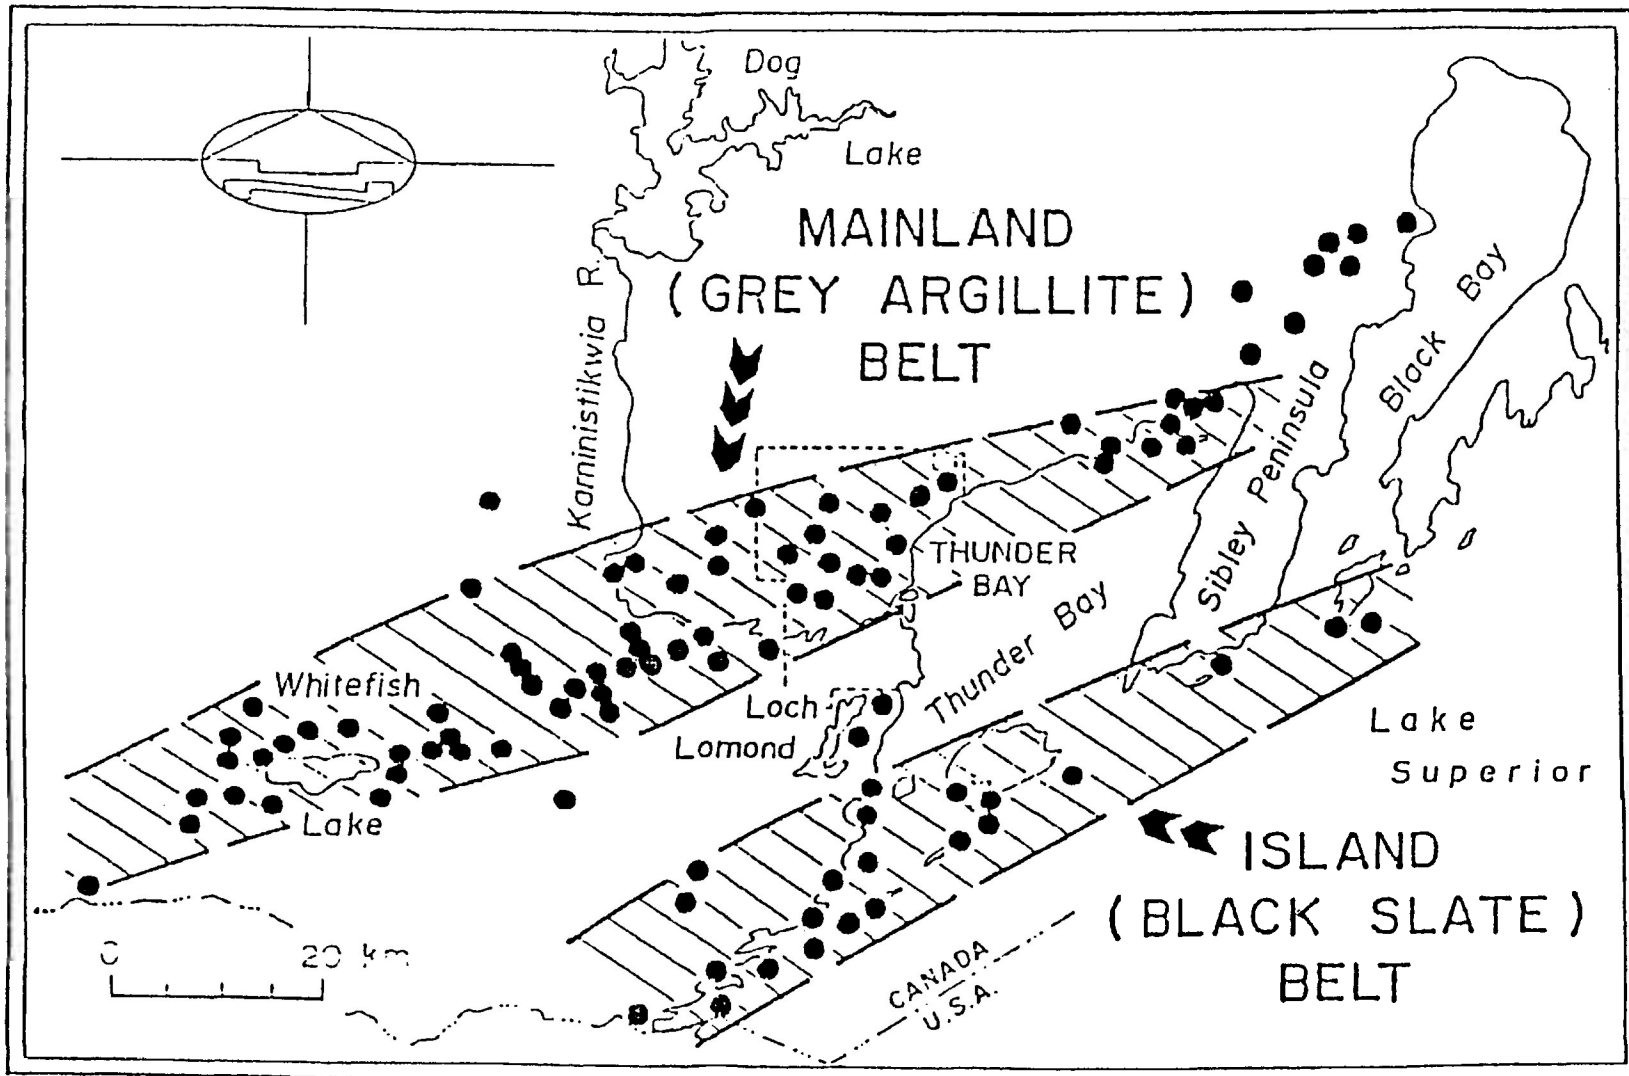 Dog
Lake
MAINLAND
(GREY ARGILLITE)
BELT
Kaministikwia R.
Black Bay
Sibley Peninsula
THUNDER
BAY
Thunder Bay
Whitefish
Lake
Loch
Lomond
Lake
Superior
ISLAND
(BLACK SLATE)
BELT
0 20 km
CANADA
U.S.A.